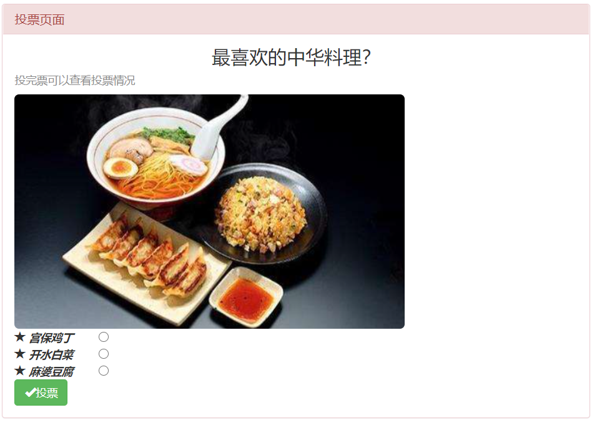 投票页面
最喜欢的中华料理?
投完票可以查看投票情况
★ 宫保鸡丁
★ 开水白菜
★ 麻婆豆腐
✔投票